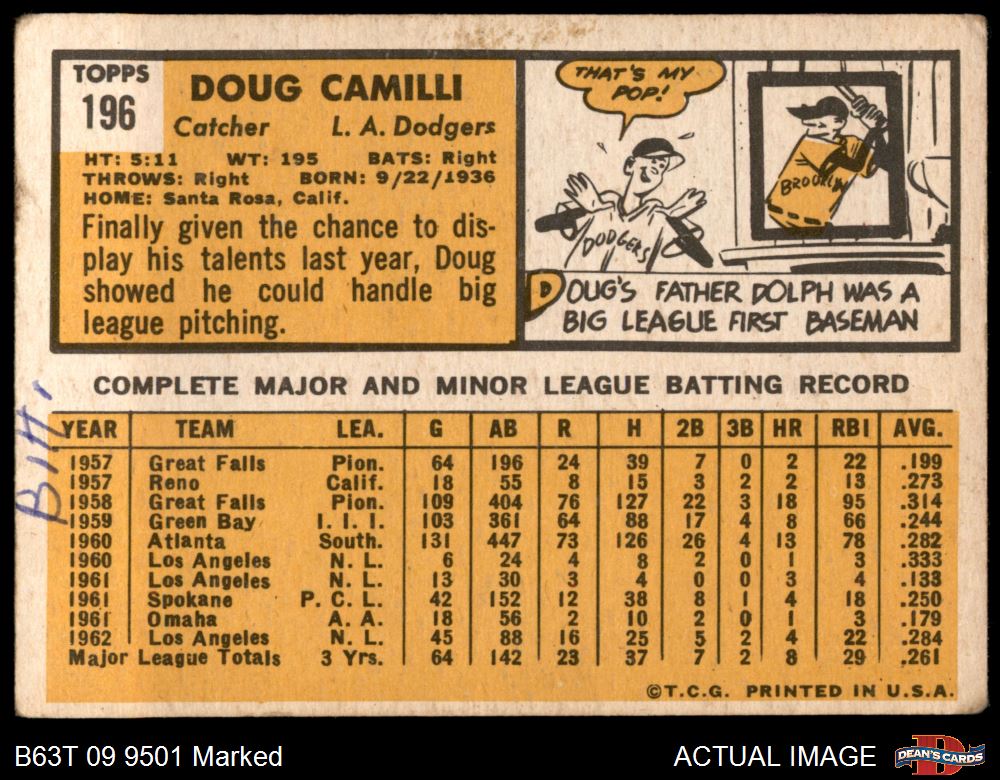 TOPPS
196
DOUG CAMILLI
Catcher L. A. Dodgers
HT: 5:11 WT: 195 BATS: Right
THROWS: Right BORN: 9/22/1936
HOME: Santa Rosa, Calif.
Finally given the chance to dis-
play his talents last year, Doug
showed he could handle big
league pitching.
THAT'S MY
POP!
DODGERS
BROOKLYN
DOUG'S FATHER DOLPH WAS A
BIG LEAGUE FIRST BASEMAN
COMPLETE MAJOR AND MINOR LEAGUE BATTING RECORD
YEAR TEAM LEA. G AB R H 2B 3B HR RBI AVG.
1957 Great Falls Pion. 64 196 24 39 7 0 2 22 .199
1957 Reno Calif. 18 55 8 15 3 2 2 13 .273
1958 Great Falls Pion. 109 404 76 127 22 3 18 95 .314
1959 Green Bay I. I. I. 103 361 64 88 17 4 8 66 .244
1960 Atlanta South. 131 447 73 126 26 4 13 78 .282
1960 Los Angeles N. L. 6 24 4 8 2 0 1 3 .333
1961 Los Angeles N. L. 13 30 3 4 0 0 3 4 .133
1961 Spokane P. C. L. 42 152 12 38 8 1 4 18 .250
1961 Omaha A. A. 18 56 2 10 2 0 1 3 .179
1962 Los Angeles N. L. 45 88 16 25 5 2 4 22 .284
Major League Totals 3 Yrs. 64 142 23 37 7 2 8 29 .261
©T.C.G. PRINTED IN U.S.A.
B63T 09 9501 Marked
ACTUAL IMAGE
DEAN'S CARDS